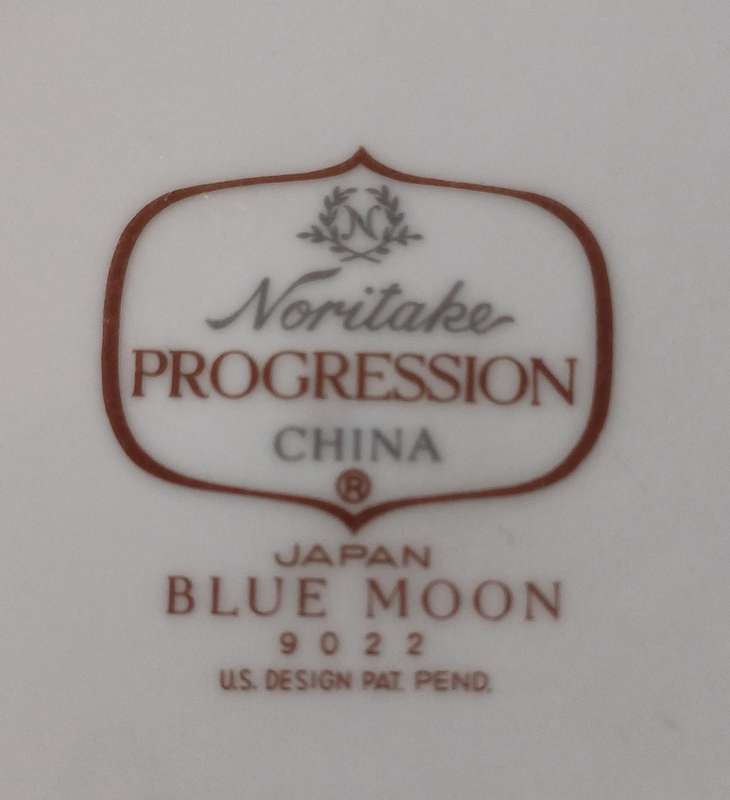 N
Noritake
PROGRESSION
CHINA
®
JAPAN
BLUE MOON
9022
U.S. DESIGN PAT. PEND.